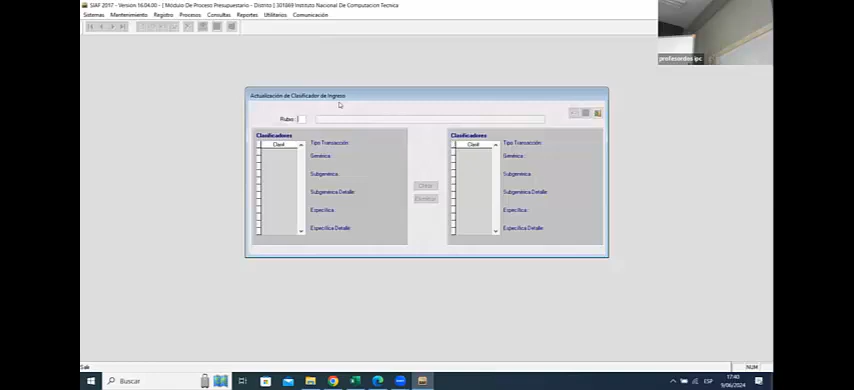 SIAF 2017 - Versión 16.04.00 - [ Módulo De Proceso Presupuestario - Distrito ] 301869 Instituto Nacional De Computacion Tecnica
Sistemas Mantenimiento Registro Procesos Consultas Reportes Utilitarios Comunicación
profesordos ipc
Actualización de Clasificador de Ingreso
Rubro :
Clasificadores
Clasif
Tipo Transacción:
Genérica :
Subgenérica :
Subgenérica Detalle:
Específica :
Específica Detalle:
Eliminar
Clasificadores
Clasif
Tipo Transacción:
Genérica :
Subgenérica
Subgenérica Detalle:
Específica :
Específica Detalle:
Salir
NUM
Buscar
ESP
17:40
9/06/2024